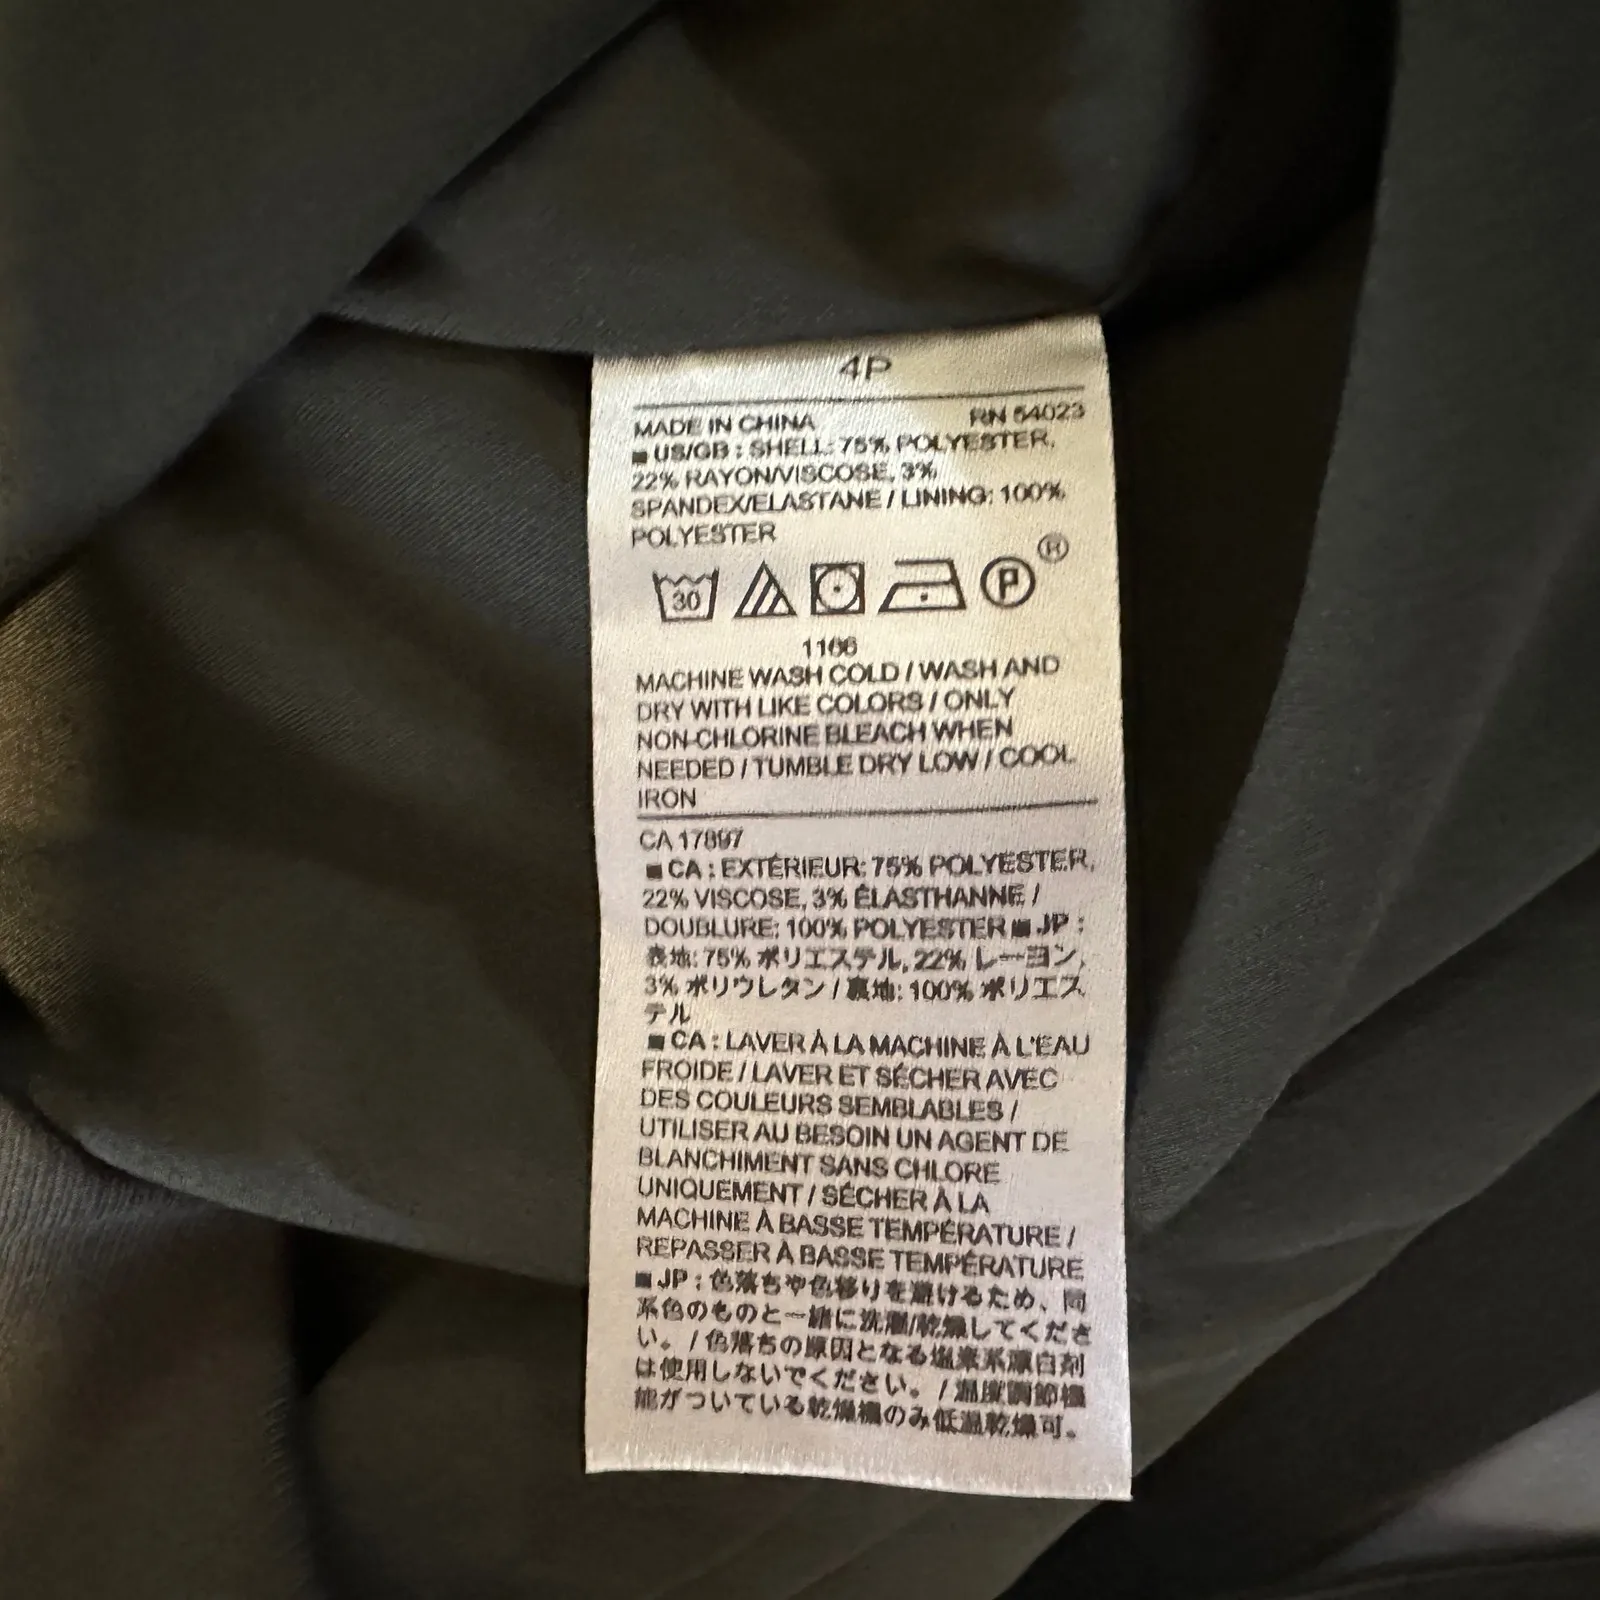 4P
MADE IN CHINA RN 54023
■ US/GB : SHELL: 75% POLYESTER,
22% RAYON/VISCOSE, 3%
SPANDEX/ELASTANE / LINING: 100%
POLYESTER
30 P H
1106
MACHINE WASH COLD / WASH AND
DRY WITH LIKE COLORS / ONLY
NON-CHLORINE BLEACH WHEN
NEEDED / TUMBLE DRY LOW / COOL
IRON
CA 17897
■ CA : EXTÉRIEUR: 75% POLYESTER,
22% VISCOSE, 3% ÉLASTHANNE /
DOUBLURE: 100% POLYESTER ■ JP :
表地: 75% ポリエステル, 22% レーヨン,
3% ポリウレタン / 裏地: 100% ポリエス
テル
■ CA : LAVER À LA MACHINE À L'EAU
FROIDE / LAVER ET SÉCHER AVEC
DES COULEURS SEMBLABLES /
UTILISER AU BESOIN UN AGENT DE
BLANCHIMENT SANS CHLORE
UNIQUEMENT / SÉCHER À LA
MACHINE À BASSE TEMPÉRATURE /
REPASSER À BASSE TEMPÉRATURE
■ JP : 色落ちや色移りを避けるため、同
系色のものと一緒に洗濯/乾燥してくださ
い。 / 色落ちの原因となる塩素系漂白剤
は使用しないでください。 / 温度調節機
能がついている乾燥機のみ低温乾燥可。